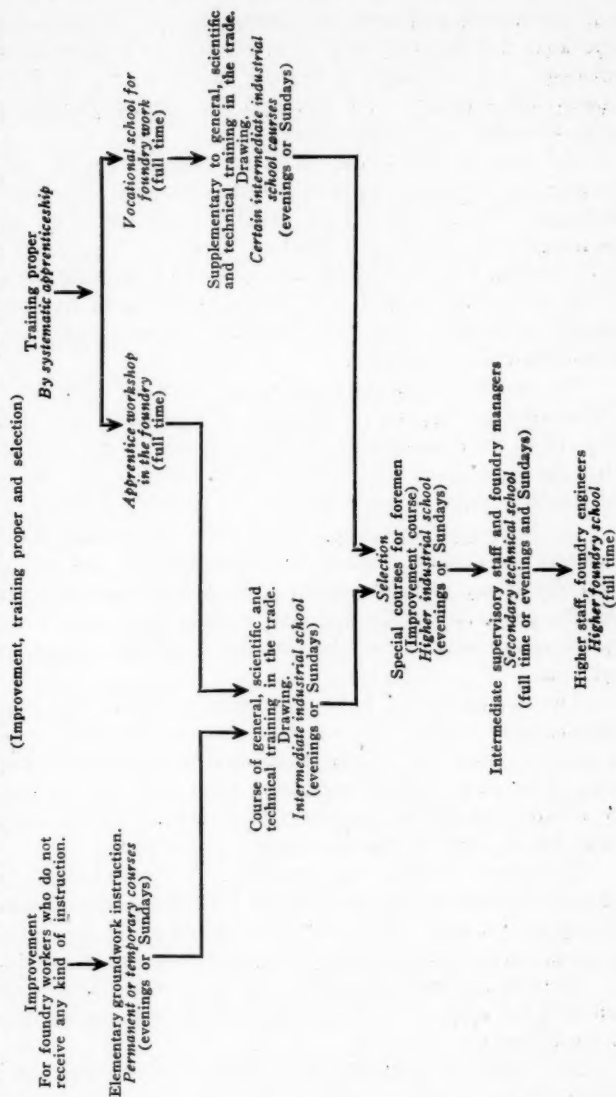 (Improvement, training proper and selection)
Improvement
For foundry workers who do not
receive any kind of instruction.
Elementary groundwork instruction.
Permanent or temporary courses
(evenings or Sundays)
Training proper
By systematic apprenticeship
Apprentice workshop
in the foundry
(full time)
Vocational school for
foundry work
(full time)
Course of general, scientific and
technical training in the trade.
Drawing.
Intermediate industrial school
(evenings or Sundays)
Supplementary to general, scientific
and technical training in the trade.
Drawing.
Certain intermediate industrial
school courses
(evenings or Sundays)
Selection
Special courses for foremen
(Improvement course)
Higher industrial school
(evenings or Sundays)
Intermediate supervisory staff and foundry managers
Secondary technical school
(full time or evenings and Sundays)
Higher staff, foundry engineers
Higher foundry school
(full time)